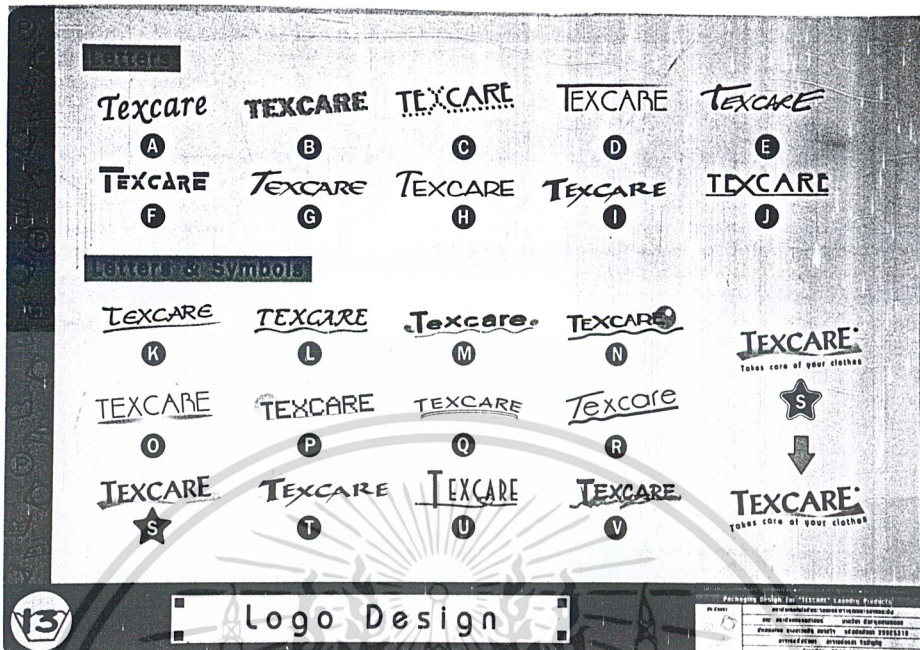 Letters
Texcare TEXCARE TEXCARE TEXCARE TEXCARE
A B C D E
TEXCARE TEXCARE TEXCARE TEXCARE TEXCARE
F G H I J
Letters & Symbols
TEXCARE TEXCARE Texcare TEXCARE
K L M N
TEXCARE
Takes care of your clothes
TEXCARE TEXCARE TEXCARE Texcare
O P Q R
S
TEXCARE TEXCARE TEXCARE TEXCARE
S T U V
TEXCARE
Takes care of your clothes
13
Logo Design
Packaging Design for "TEXCARE" Laundry Products